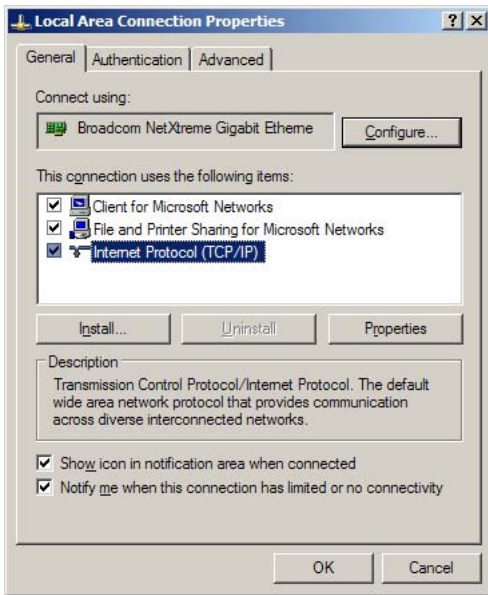 Local Area Connection Properties
General Authentication Advanced
Connect using:
Broadcom NetXtreme Gigabit Etherne Configure...
This connection uses the following items:
Client for Microsoft Networks
File and Printer Sharing for Microsoft Networks
Internet Protocol (TCP/IP)
Install... Uninstall Properties
Description
Transmission Control Protocol/Internet Protocol. The default
wide area network protocol that provides communication
across diverse interconnected networks.
Show icon in notification area when connected
Notify me when this connection has limited or no connectivity
OK Cancel